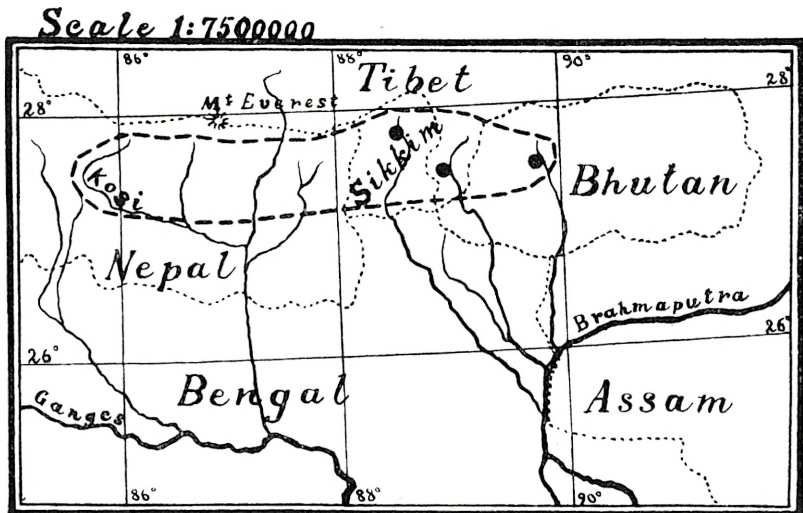 Scale 1:7500000
86°
88°
90°
Tibet
28°
28°
Mt Everest
Sikkim
Kosi
Bhutan
Nepal
Brahmaputra
26°
26°
Bengal
Assam
Ganges
86°
88°
90°